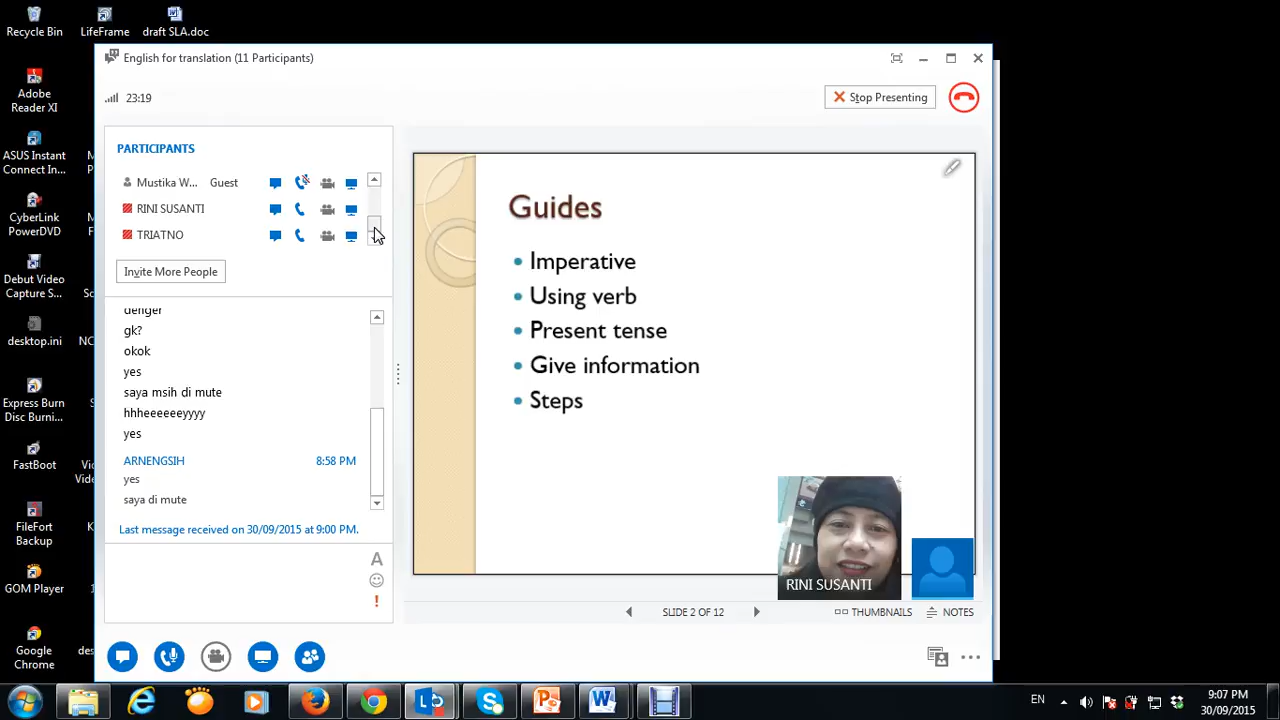 Recycle Bin
LifeFrame
draft SLA.doc
Adobe
Reader XI
ASUS Instant
Connect In...
CyberLink
PowerDVD
Debut Video
Capture S...
desktop.ini
Express Burn
Disc Burni...
FastBoot
FileFort
Backup
GOM Player
Google
Chrome
English for translation (11 Participants)
23:19
Stop Presenting
PARTICIPANTS
Mustika W... Guest
RINI SUSANTI
TRIATNO
Invite More People
denger
gk?
okok
yes
saya msih di mute
hhheeeeeeyyyy
yes
ARNENGSIH 8:58 PM
yes
saya di mute
Last message received on 30/09/2015 at 9:00 PM.
A
Guides
• Imperative
• Using verb
• Present tense
• Give information
• Steps
RINI SUSANTI
SLIDE 2 OF 12
THUMBNAILS
NOTES
EN
9:07 PM
30/09/2015